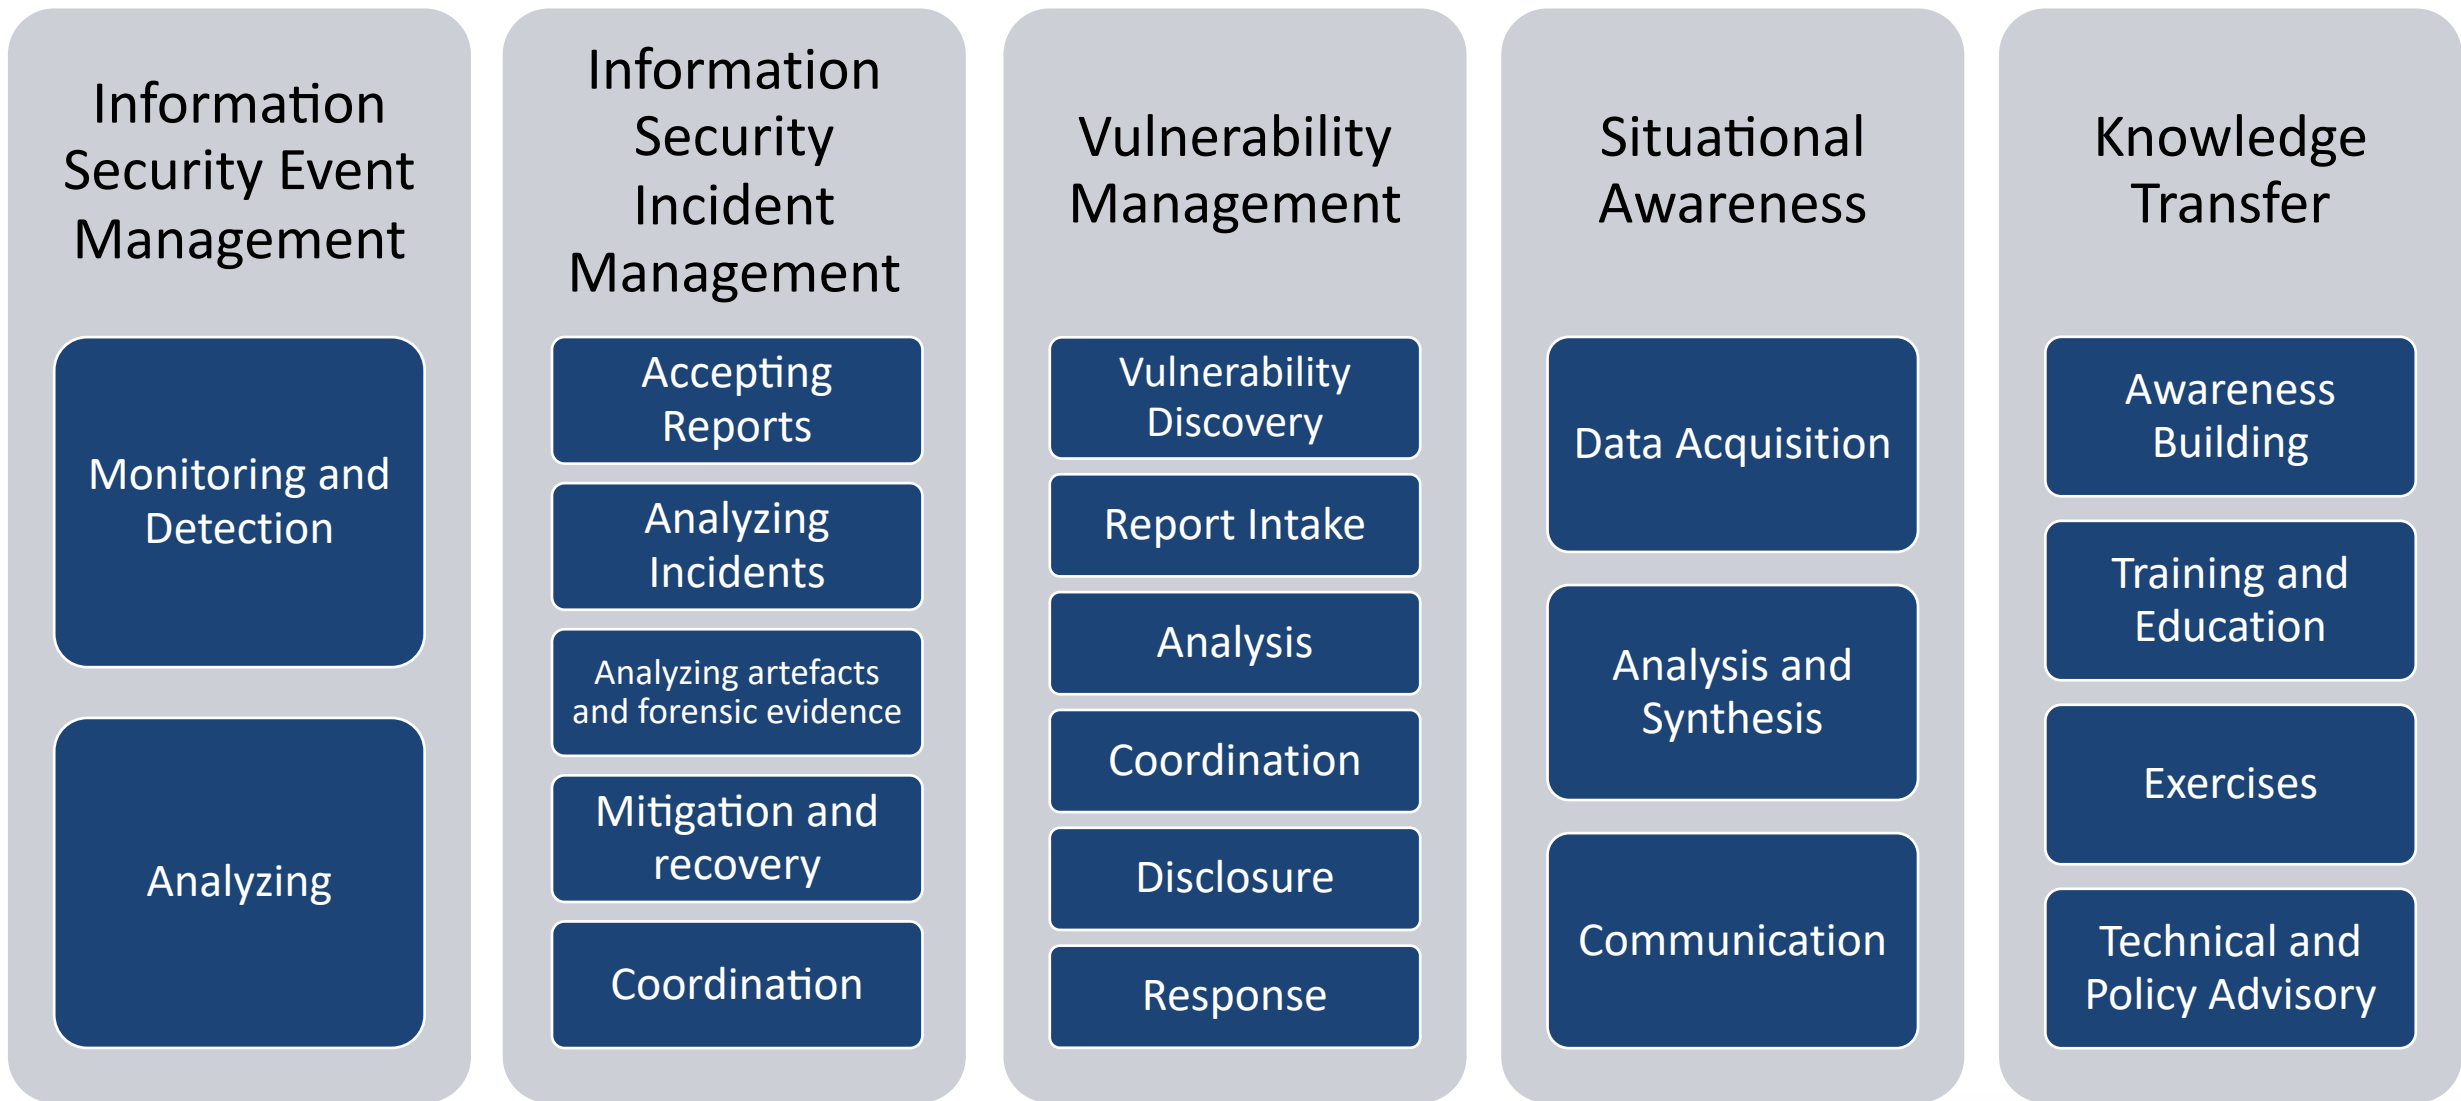 Information
Security Event
Management
Monitoring and
Detection
Analyzing
Information
Security
Incident
Management
Accepting
Reports
Analyzing
Incidents
Analyzing artefacts
and forensic evidence
Mitigation and
recovery
Coordination
Vulnerability
Management
Vulnerability
Discovery
Report Intake
Analysis
Coordination
Disclosure
Response
Situational
Awareness
Data Acquisition
Analysis and
Synthesis
Communication
Knowledge
Transfer
Awareness
Building
Training and
Education
Exercises
Technical and
Policy Advisory